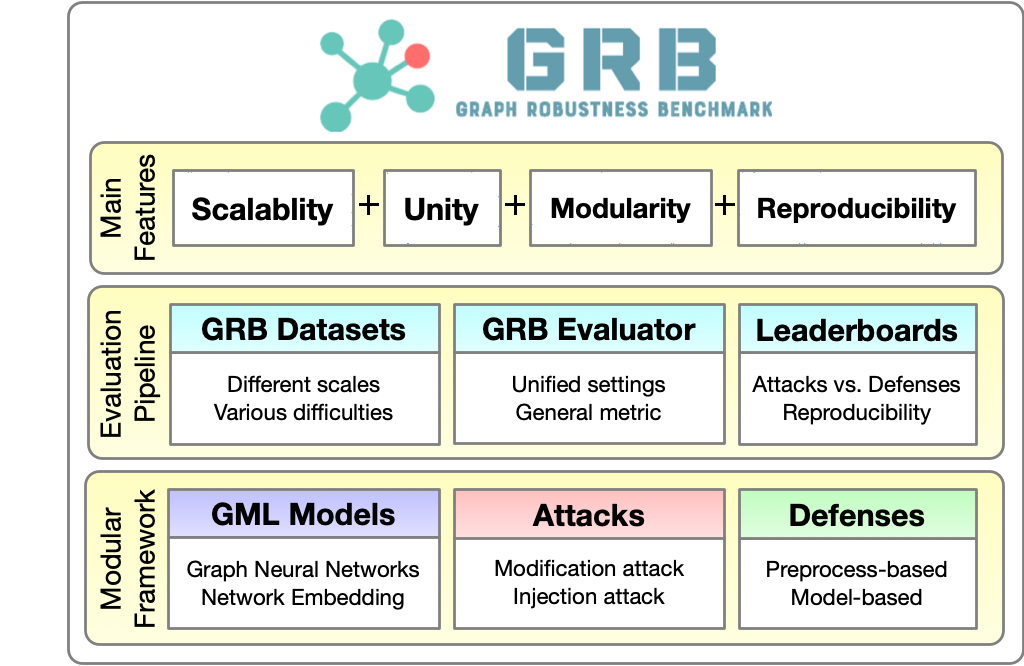 GRB
GRAPH ROBUSTNESS BENCHMARK
Main
Features
Scalablity + Unity + Modularity + Reproducibility
Evaluation
Pipeline
GRB Datasets
Different scales
Various difficulties
GRB Evaluator
Unified settings
General metric
Leaderboards
Attacks vs. Defenses
Reproducibility
Modular
Framework
GML Models
Graph Neural Networks
Network Embedding
Attacks
Modification attack
Injection attack
Defenses
Preprocess-based
Model-based